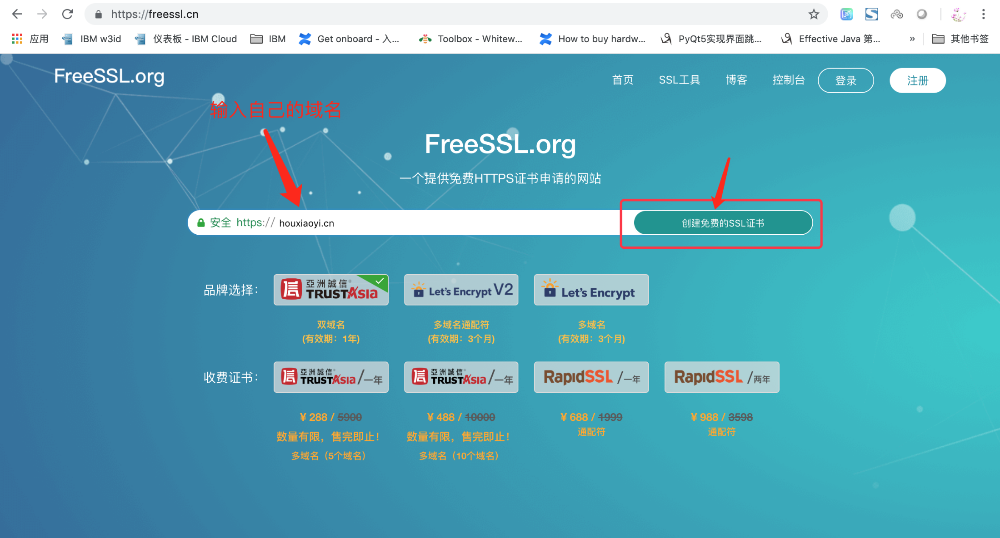 https://freessl.cn
应用 IBM w3id 仪表板 - IBM Cloud IBM Get onboard - 入... Toolbox - Whitew... How to buy hardw... PyQt5实现界面跳... Effective Java 第... » 其他书签
FreeSSL.org 首页 SSL工具 博客 控制台 登录 注册
输入自己的域名
FreeSSL.org
一个提供免费HTTPS证书申请的网站
安全 https:// houxiaoyi.cn 创建免费的SSL证书
品牌选择： 亞洲誠信® TRUSTAsia Let's Encrypt V2 Let's Encrypt
双域名 多域名通配符 多域名
(有效期：1年) (有效期：3个月) (有效期：3个月)
收费证书： 亞洲誠信® TRUSTAsia /一年 亞洲誠信® TRUSTAsia /一年 RapidSSL /一年 RapidSSL /两年
¥ 288 / 5900 ¥ 488 / 10000 ¥ 688 / 1999 ¥ 988 / 3598
数量有限，售完即止！ 数量有限，售完即止！ 通配符 通配符
多域名（5个域名） 多域名（10个域名）